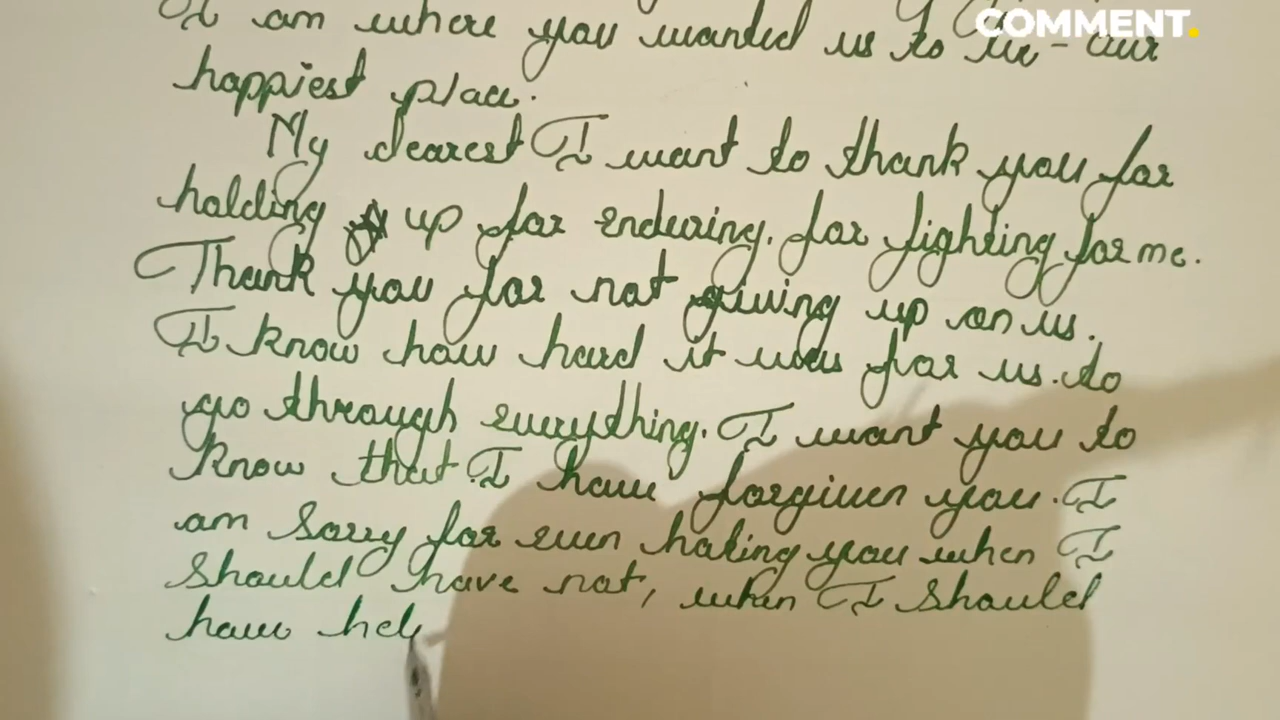 COMMENT.
I am where you wanted us to be - our
happiest place.
My dearest I want to thank you for
holding up for enduring, for fighting for me.
Thank you for not giving up on us.
I know how hard it was for us. to
go through everything. I want you to
know that I have forgiven you. I
am sorry for even hating you when I
should have not, when I should
have hel